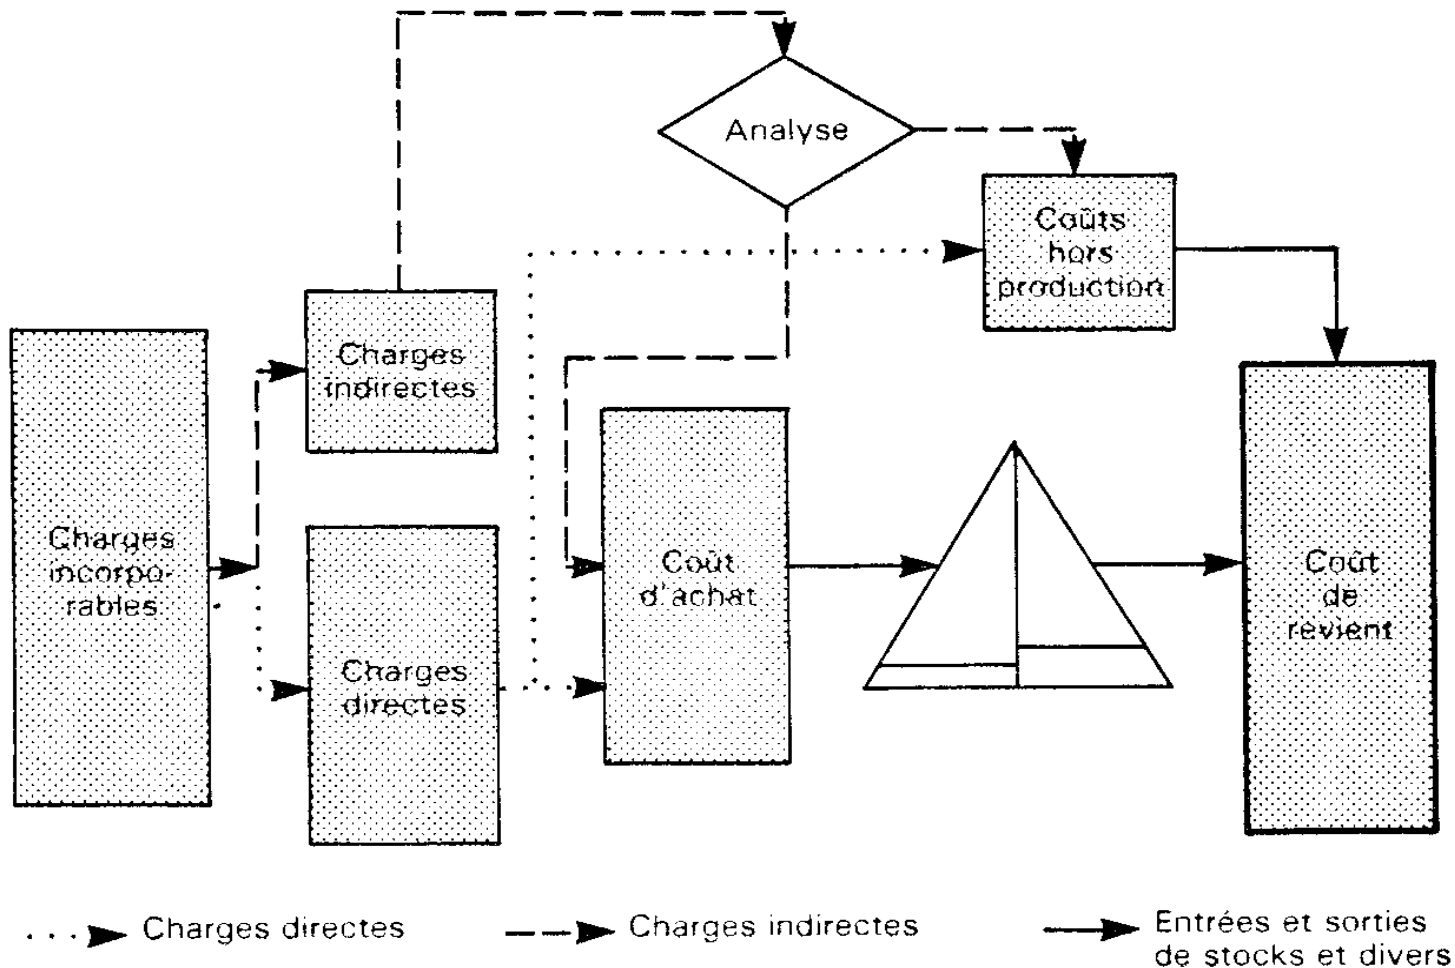 Analyse
Coûts
hors
production
Charges
indirectes
Charges
incorpo-
rables
Charges
directes
Coût
d'achat
Coût
de
revient
Charges directes
Charges indirectes
Entrées et sorties
de stocks et divers